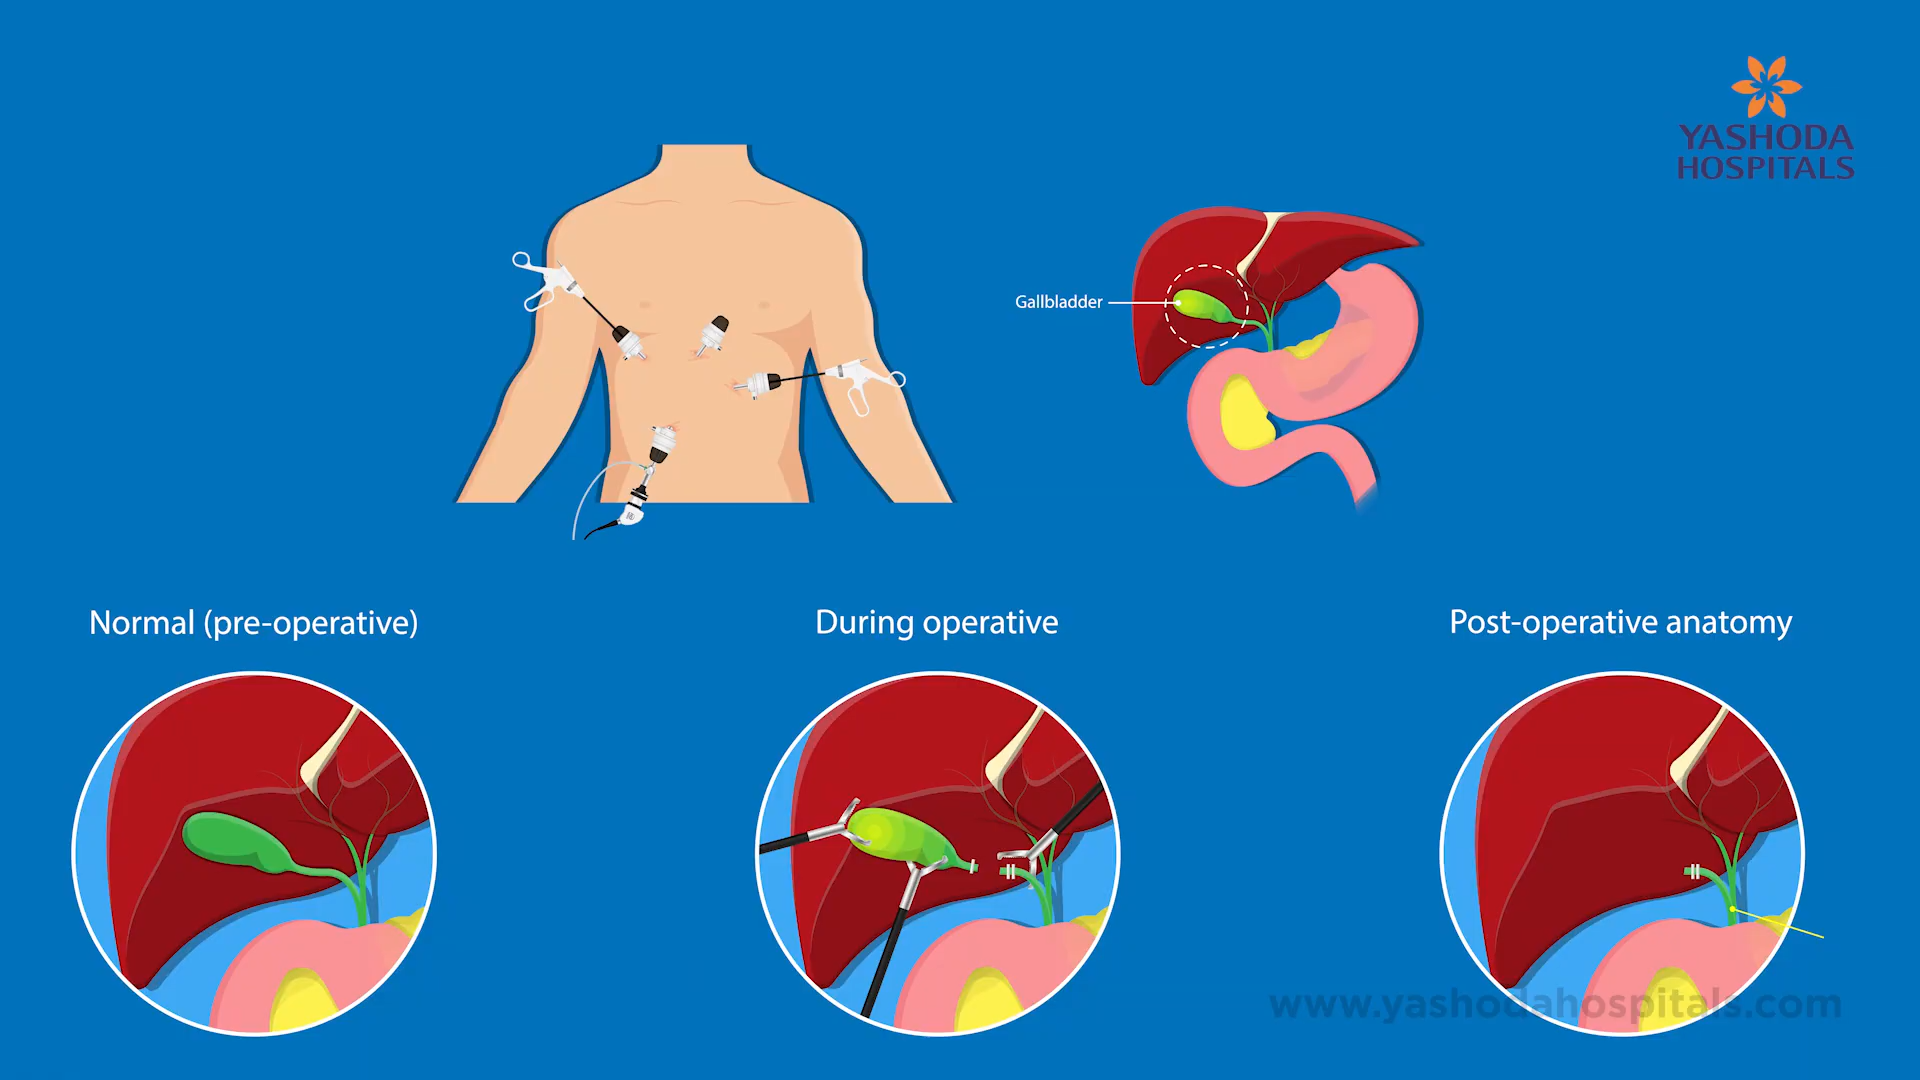 YASHODA
HOSPITALS
Gallbladder
Normal (pre-operative)
During operative
Post-operative anatomy
www.yashodahospitals.com